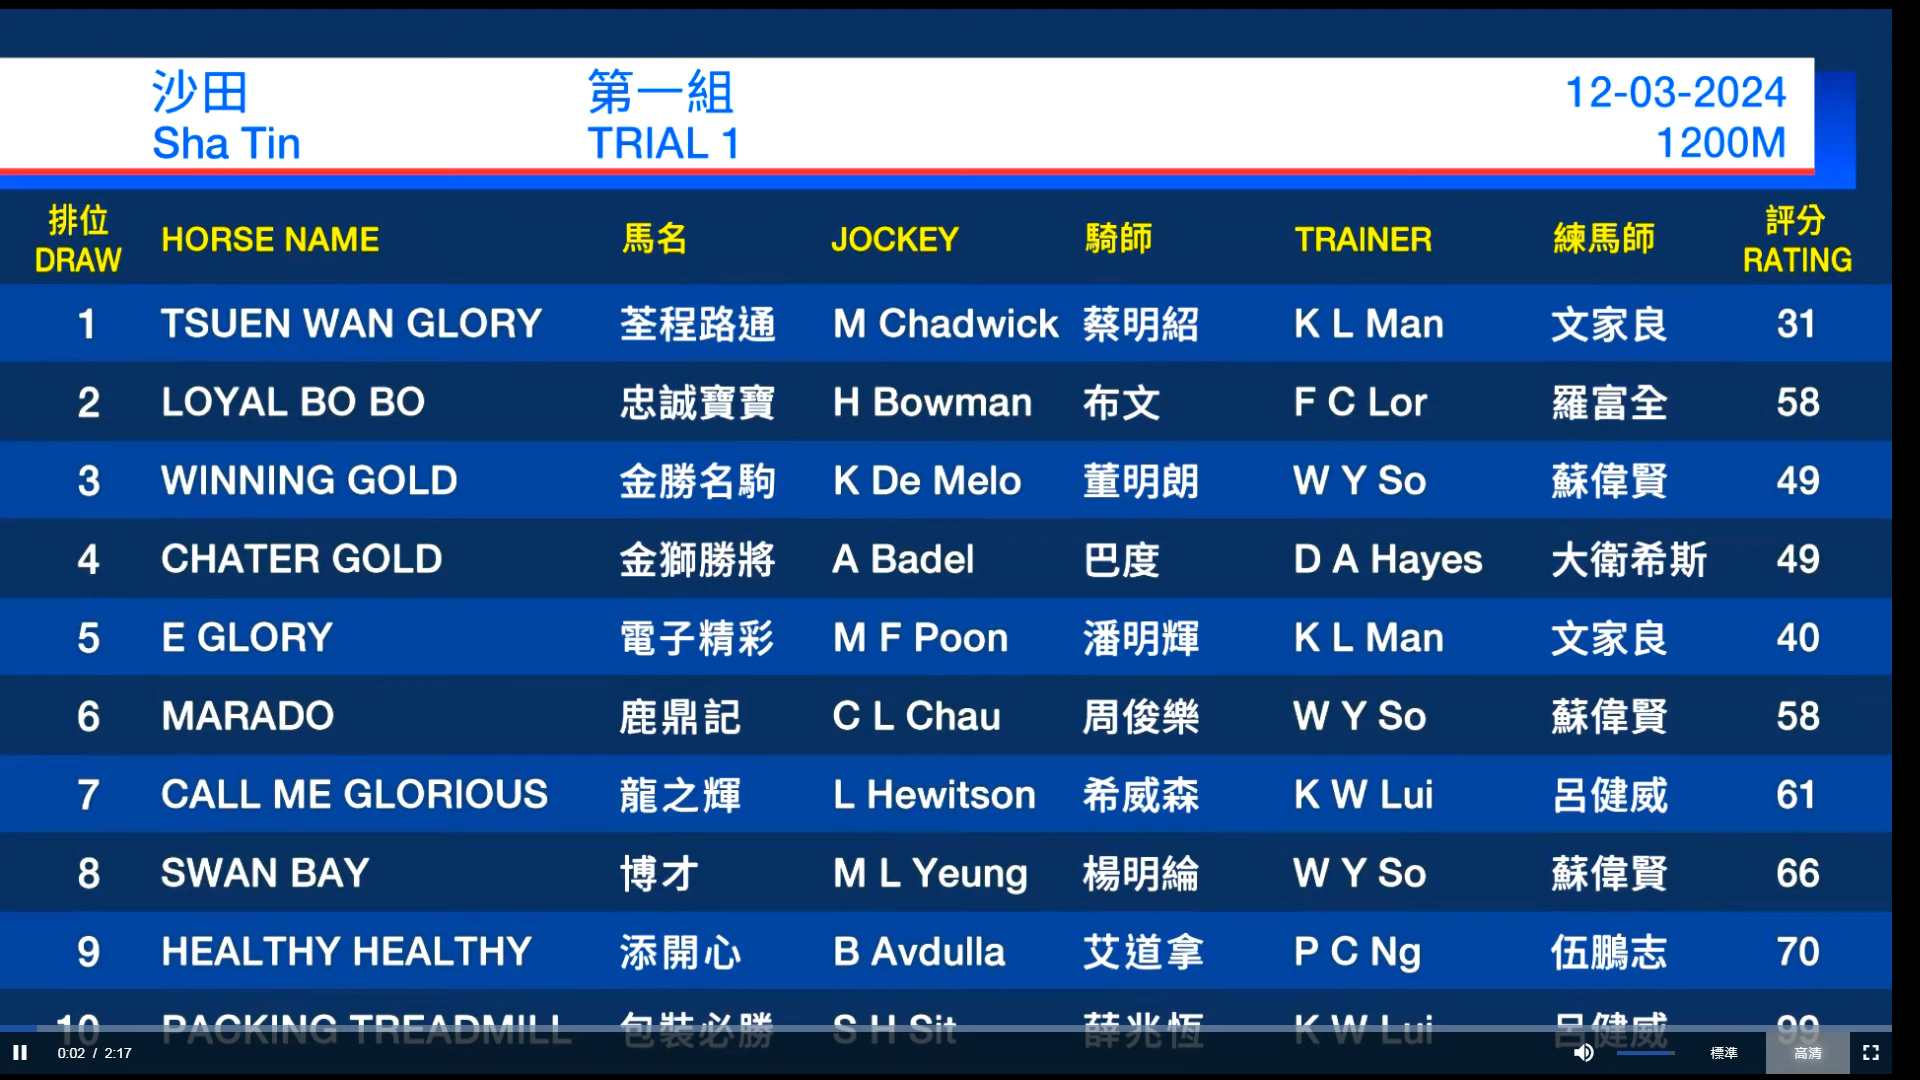 沙田 第一組 12-03-2024
Sha Tin TRIAL 1 1200M
排位 DRAW HORSE NAME 馬名 JOCKEY 騎師 TRAINER 練馬師 評分 RATING
1 TSUEN WAN GLORY 荃程路通 M Chadwick 蔡明紹 K L Man 文家良 31
2 LOYAL BO BO 忠誠寶寶 H Bowman 布文 F C Lor 羅富全 58
3 WINNING GOLD 金勝名駒 K De Melo 董明朗 W Y So 蘇偉賢 49
4 CHATER GOLD 金獅勝將 A Badel 巴度 D A Hayes 大衛希斯 49
5 E GLORY 電子精彩 M F Poon 潘明輝 K L Man 文家良 40
6 MARADO 鹿鼎記 C L Chau 周俊樂 W Y So 蘇偉賢 58
7 CALL ME GLORIOUS 龍之輝 L Hewitson 希威森 K W Lui 呂健威 61
8 SWAN BAY 博才 M L Yeung 楊明綸 W Y So 蘇偉賢 66
9 HEALTHY HEALTHY 添開心 B Avdulla 艾道拿 P C Ng 伍鵬志 70
10 PACKING TREADMILL 包裝必勝 S H Sit 薛兆恆 K W Lui 呂健威 99
0:02 / 2:17 標準 高清